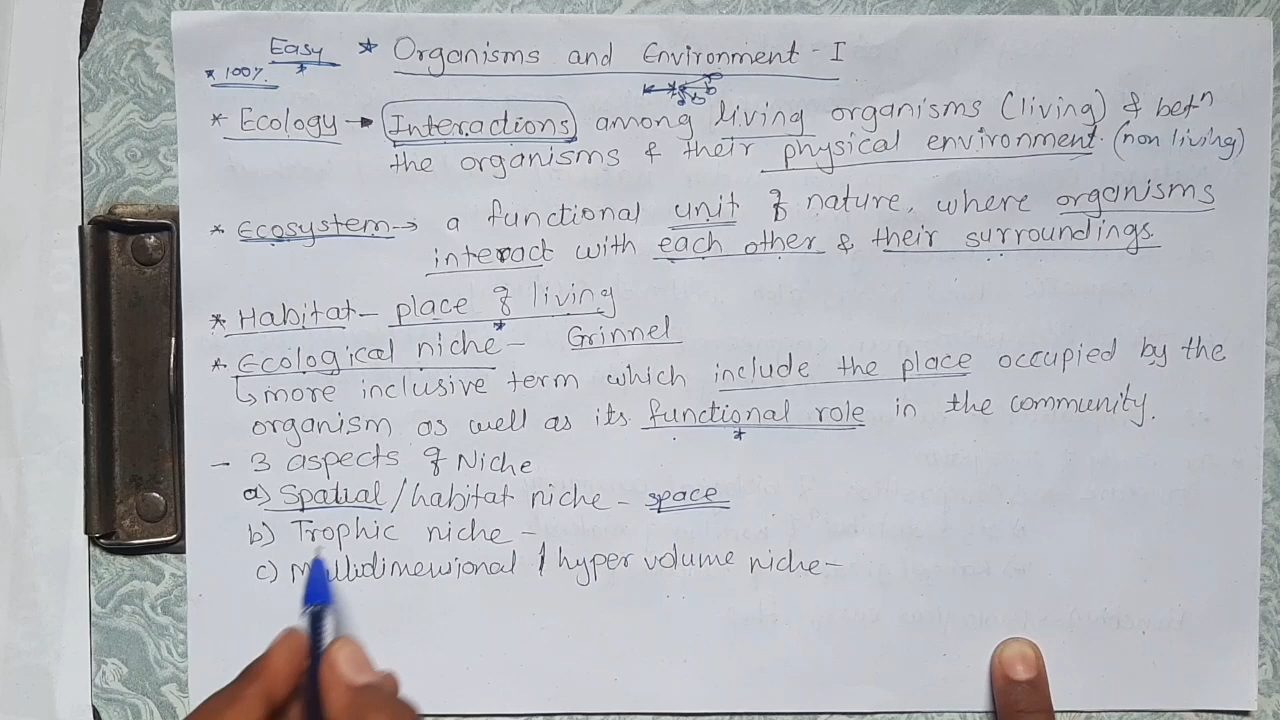 Easy * Organisms and Environment - I
* 100%.
* Ecology → Interactions among living organisms (living) & betⁿ
the organisms & their physical environment. (non living)
* Ecosystem → a functional unit of nature, where organisms
interact with each other & their surroundings.
* Habitat - place of living
* Ecological niche - Grinnel
↳ more inclusive term which include the place occupied by the
organism as well as its functional role in the community.
- 3 aspects of Niche
a) Spatial / habitat niche - space
b) Trophic niche -
c) Multidimensional / hyper volume niche -